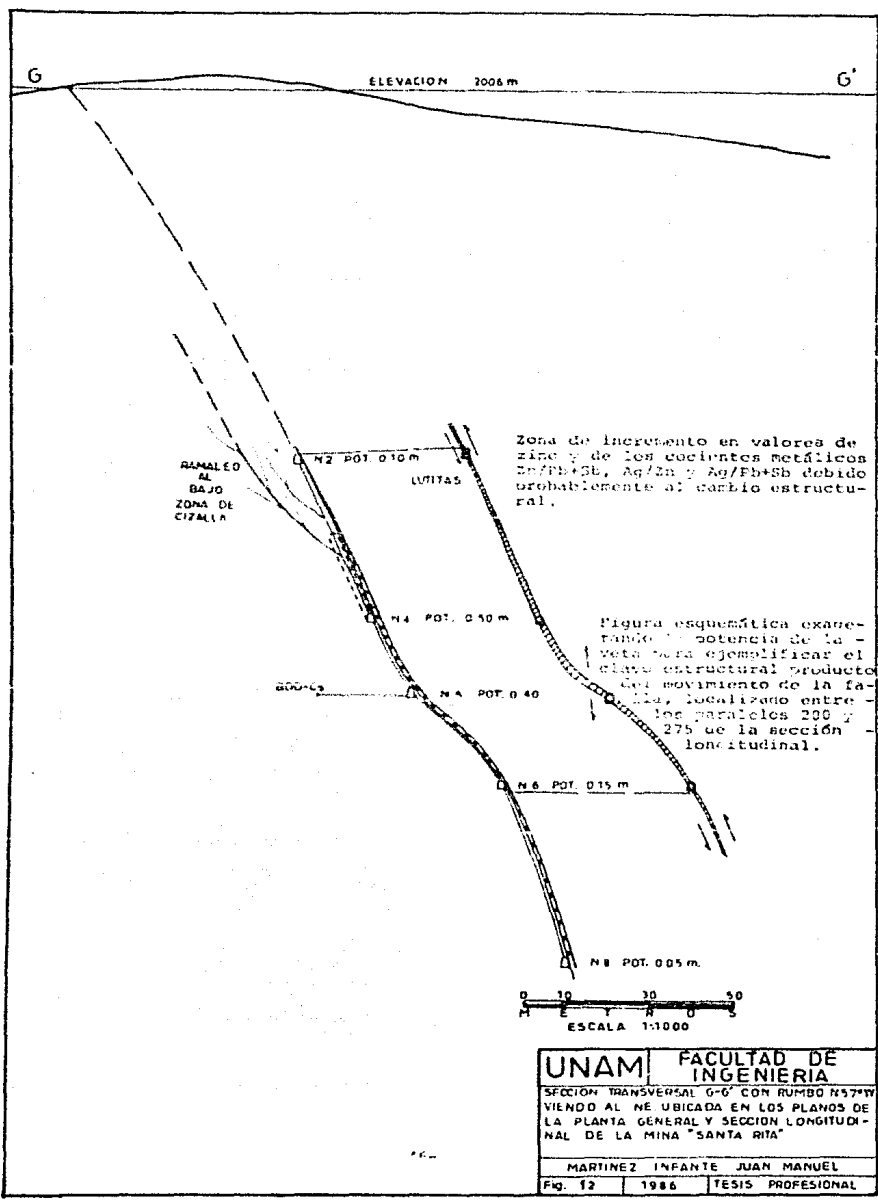 G
ELEVACION 2006 m
G'
Zona de incremento en valores de
zinc y de los cocientes metálicos
Zn/Pb+Sb, Ag/Zn y Ag/Pb+Sb debido
probablemente al cambio estructu-
ral.
N 2 POT. 0.10 m
LUTITAS
RAMALEO
AL
BAJO
ZONA DE
CIZALLA
N 4 POT. 0.50 m
Figura esquemática exage-
rando la potencia de la -
veta para ejemplificar el
clavo estructural producto
del movimiento de la fa-
lla, localizado entre -
los paralelos 200 y
275 de la sección -
longitudinal.
POT. 0.40
N 6 POT. 0.15 m
N 8 POT. 0.05 m.
0 10 30 50
METROS
ESCALA 1:1000
UNAM
FACULTAD DE
INGENIERIA
SECCION TRANSVERSAL G-G' CON RUMBO N57°W
VIENDO AL NE. UBICADA EN LOS PLANOS DE
LA PLANTA GENERAL Y SECCION LONGITUDI-
NAL DE LA MINA "SANTA RITA"
MARTINEZ INFANTE JUAN MANUEL
Fig. 12 1986 TESIS PROFESIONAL